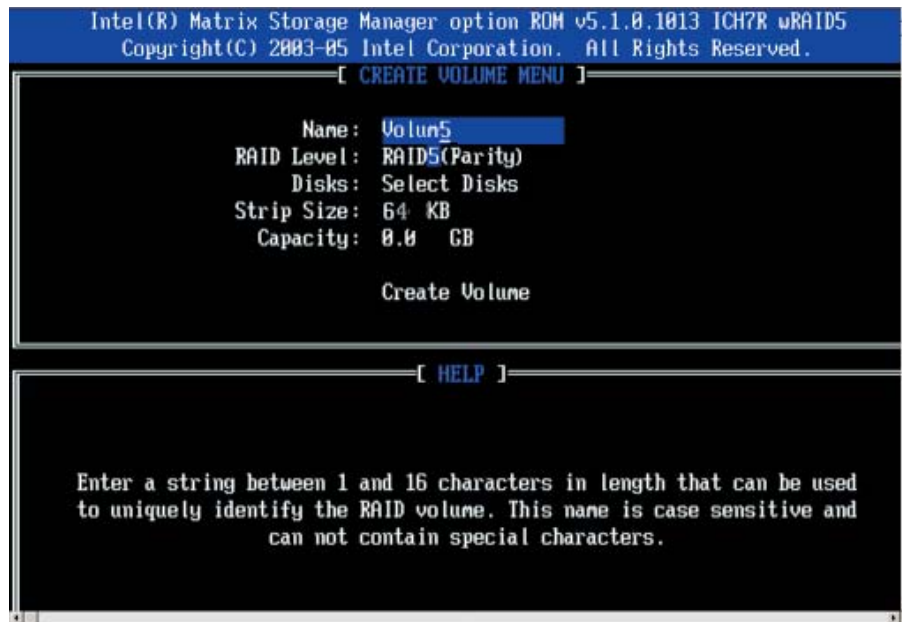 Intel(R) Matrix Storage Manager option ROM v5.1.0.1013 ICH7R wRAID5
Copyright(C) 2003-05 Intel Corporation. All Rights Reserved.
[ CREATE VOLUME MENU ]
Name: Volum5
RAID Level: RAID5(Parity)
Disks: Select Disks
Strip Size: 64 KB
Capacity: 0.0 GB
Create Volume
[ HELP ]
Enter a string between 1 and 16 characters in length that can be used
to uniquely identify the RAID volume. This name is case sensitive and
can not contain special characters.